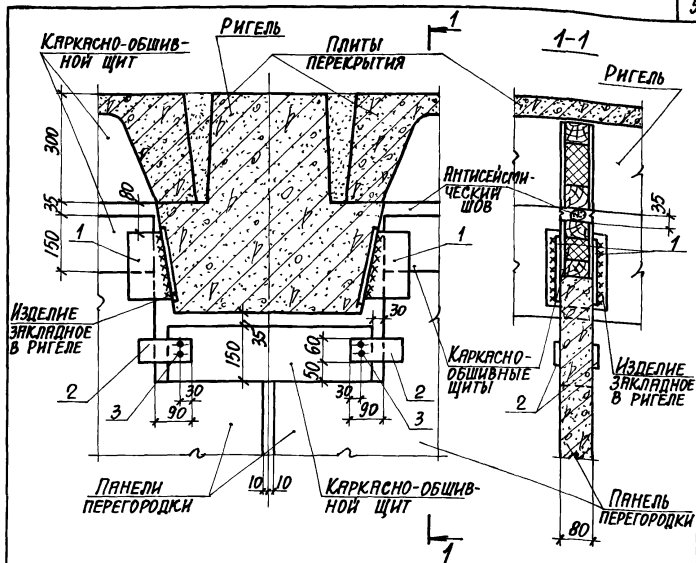 5
КАРКАСНО-ОБШИВ-
НОЙ ЩИТ
РИГЕЛЬ
ПЛИТЫ
ПЕРЕКРЫТИЯ
1
1-1
РИГЕЛЬ
300
35
150
80
1
АНТИСЕЙСМИ-
ЧЕСКИЙ
ШОВ
1
35
1
ИЗДЕЛИЕ
ЗАКЛАДНОЕ
В РИГЕЛЕ
30
35
150
60
50
КАРКАСНО-
ОБШИВНЫЕ
ЩИТЫ
ИЗДЕЛИЕ
ЗАКЛАДНОЕ
В РИГЕЛЕ
2
3
30
90
30
90
2
3
2
ПАНЕЛИ
ПЕРЕГОРОДКИ
10
10
КАРКАСНО-ОБШИВ-
НОЙ ЩИТ
1
80
ПАНЕЛЬ
ПЕРЕГОРОДКИ